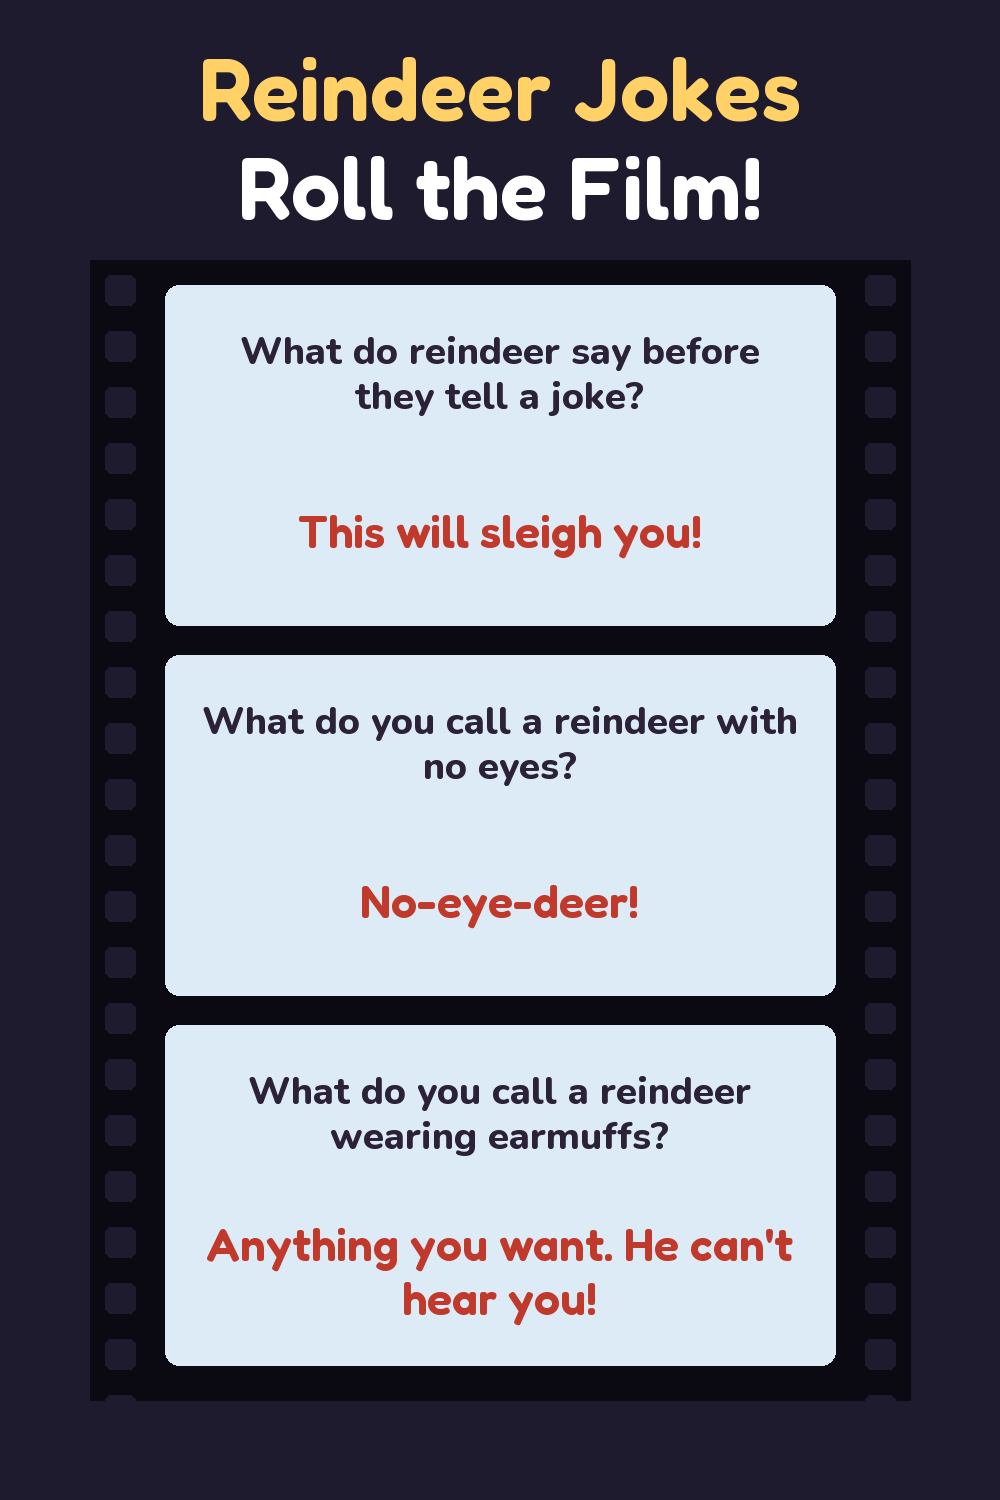 Reindeer Jokes
Roll the Film!
What do reindeer say before
they tell a joke?
This will sleigh you!
What do you call a reindeer with
no eyes?
No-eye-deer!
What do you call a reindeer
wearing earmuffs?
Anything you want. He can't
hear you!